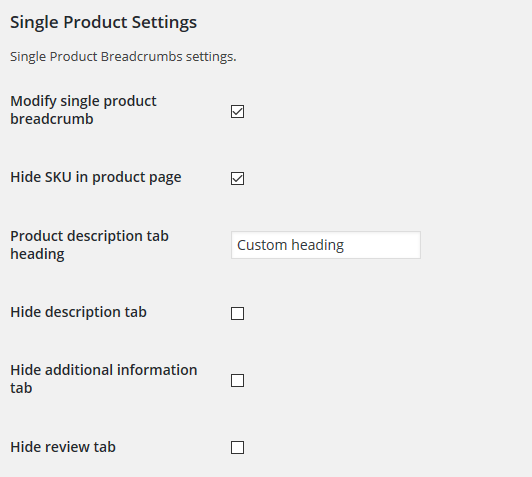 Single Product Settings
Single Product Breadcrumbs settings.
Modify single product
breadcrumb
Hide SKU in product page
Product description tab
heading
Custom heading
Hide description tab
Hide additional information
tab
Hide review tab